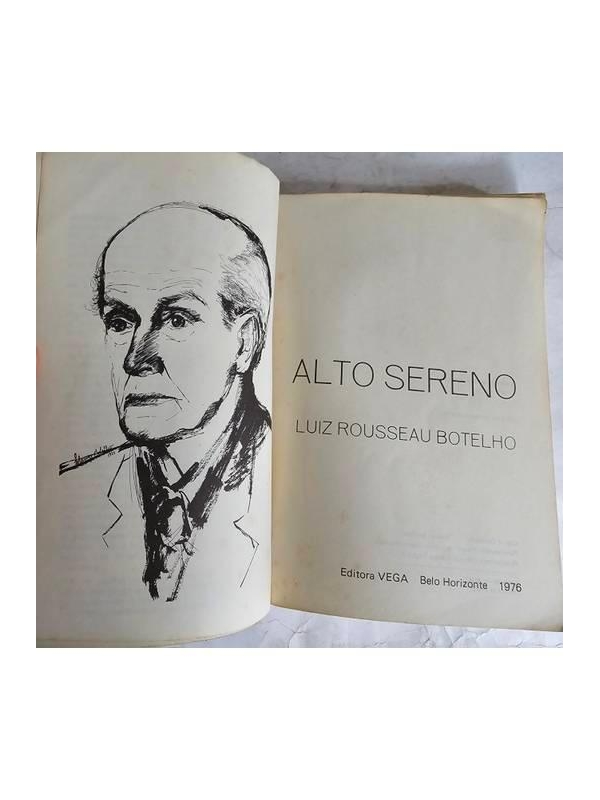 ALTO SERENO
LUIZ ROUSSEAU BOTELHO
Editora VEGA Belo Horizonte 1976